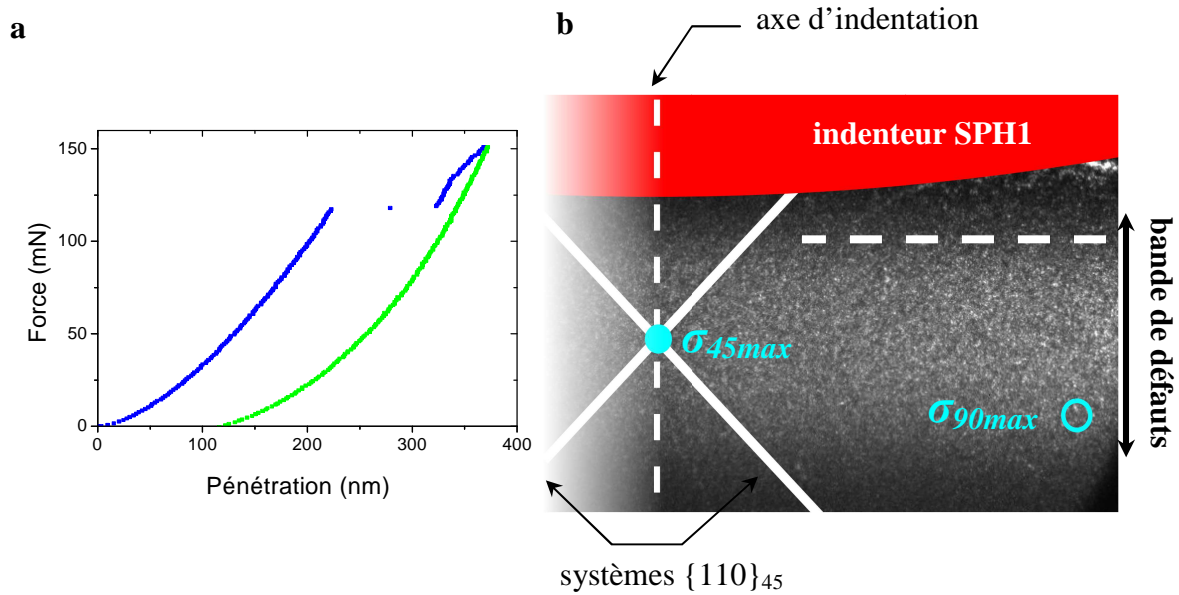 a
b
axe d'indentation
Force (mN)
150
100
50
0
0
100
200
300
400
Pénétration (nm)
indenteur SPH1
σ45max
σ90max
bande de défauts
systèmes {110}45